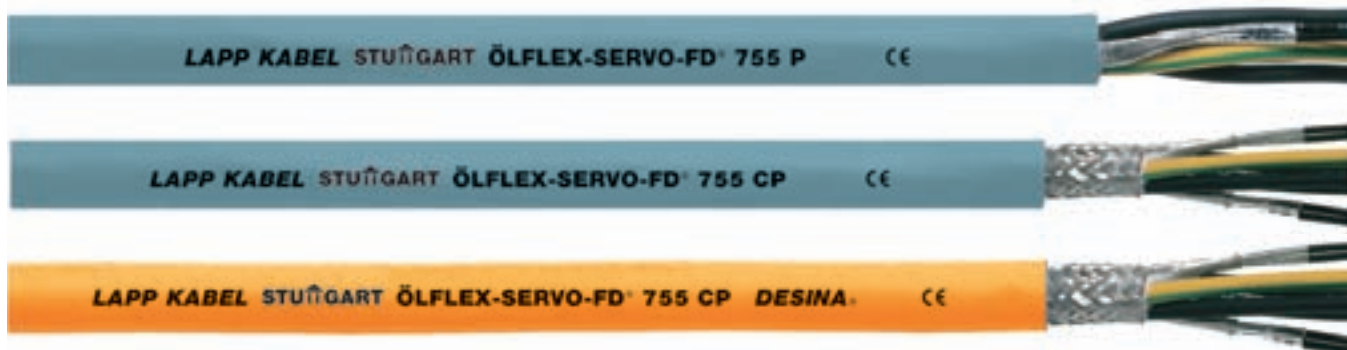 LAPP KABEL STUTTGART ÖLFLEX-SERVO-FD® 755 P CE
LAPP KABEL STUTTGART ÖLFLEX-SERVO-FD® 755 CP CE
LAPP KABEL STUTTGART ÖLFLEX-SERVO-FD® 755 CP DESINA® CE